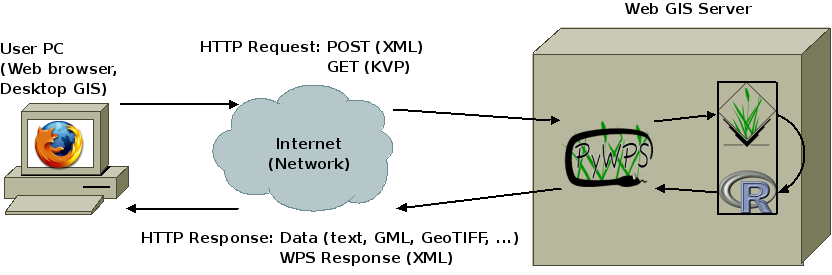 Web GIS Server
User PC
(Web browser,
Desktop GIS)
HTTP Request: POST (XML)
GET (KVP)
Internet
(Network)
PyWPS
R
HTTP Response: Data (text, GML, GeoTIFF, ...)
WPS Response (XML)